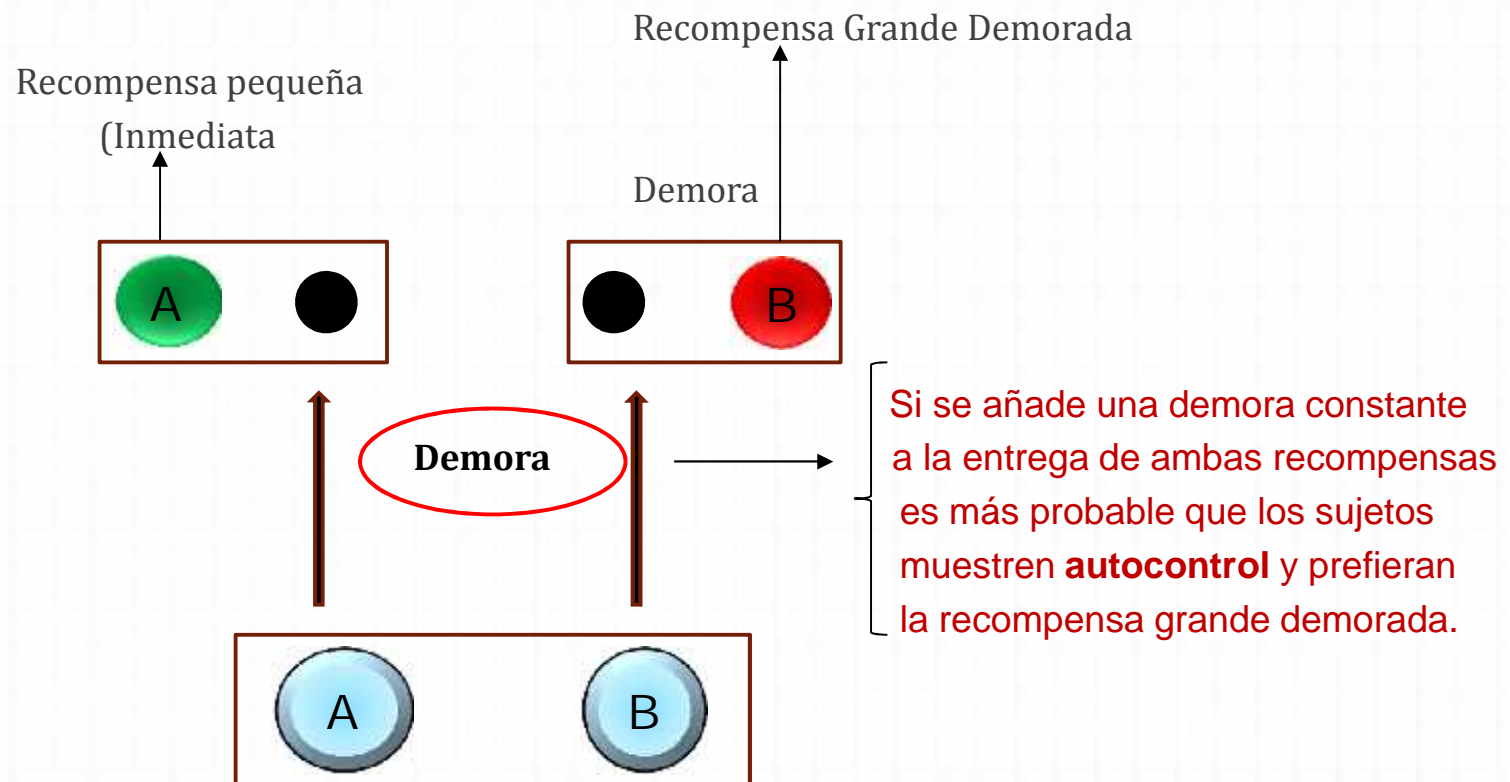 Recompensa Grande Demorada
Recompensa pequeña
(Inmediata
Demora
A
B
Demora
Si se añade una demora constante
a la entrega de ambas recompensas
es más probable que los sujetos
muestren autocontrol y prefieran
la recompensa grande demorada.
A
B